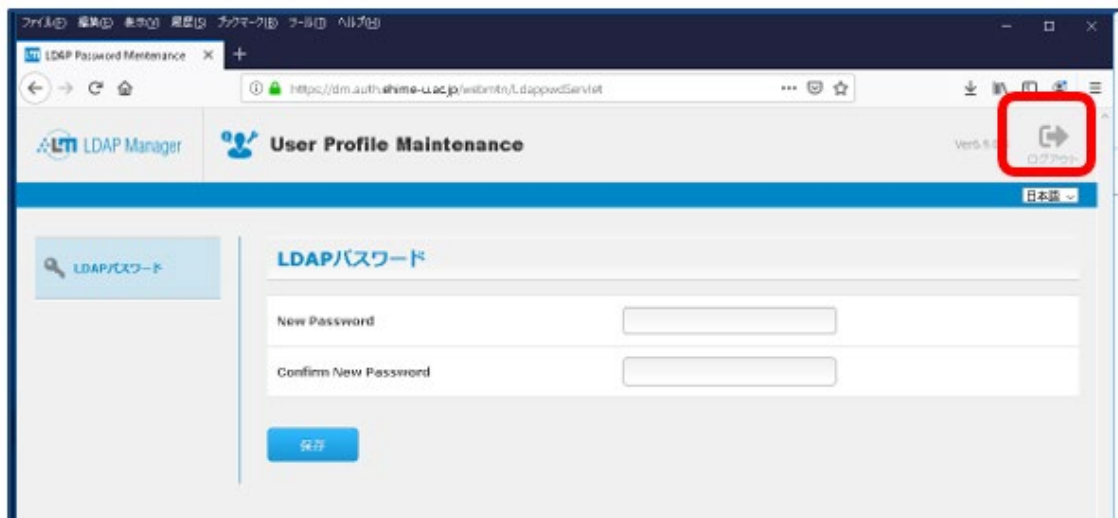 ファイル(F) 編集(E) 表示(V) 履歴(S) ブックマーク(B) ツール(T) ヘルプ(H)
LDAP Password Mentenance
https://dm.auth.ehime-u.ac.jp/webmtn/LdappwdServlet
LTI LDAP Manager
User Profile Maintenance
ログアウト
日本語
LDAPパスワード
LDAPパスワード
New Password
Confirm New Password
保存